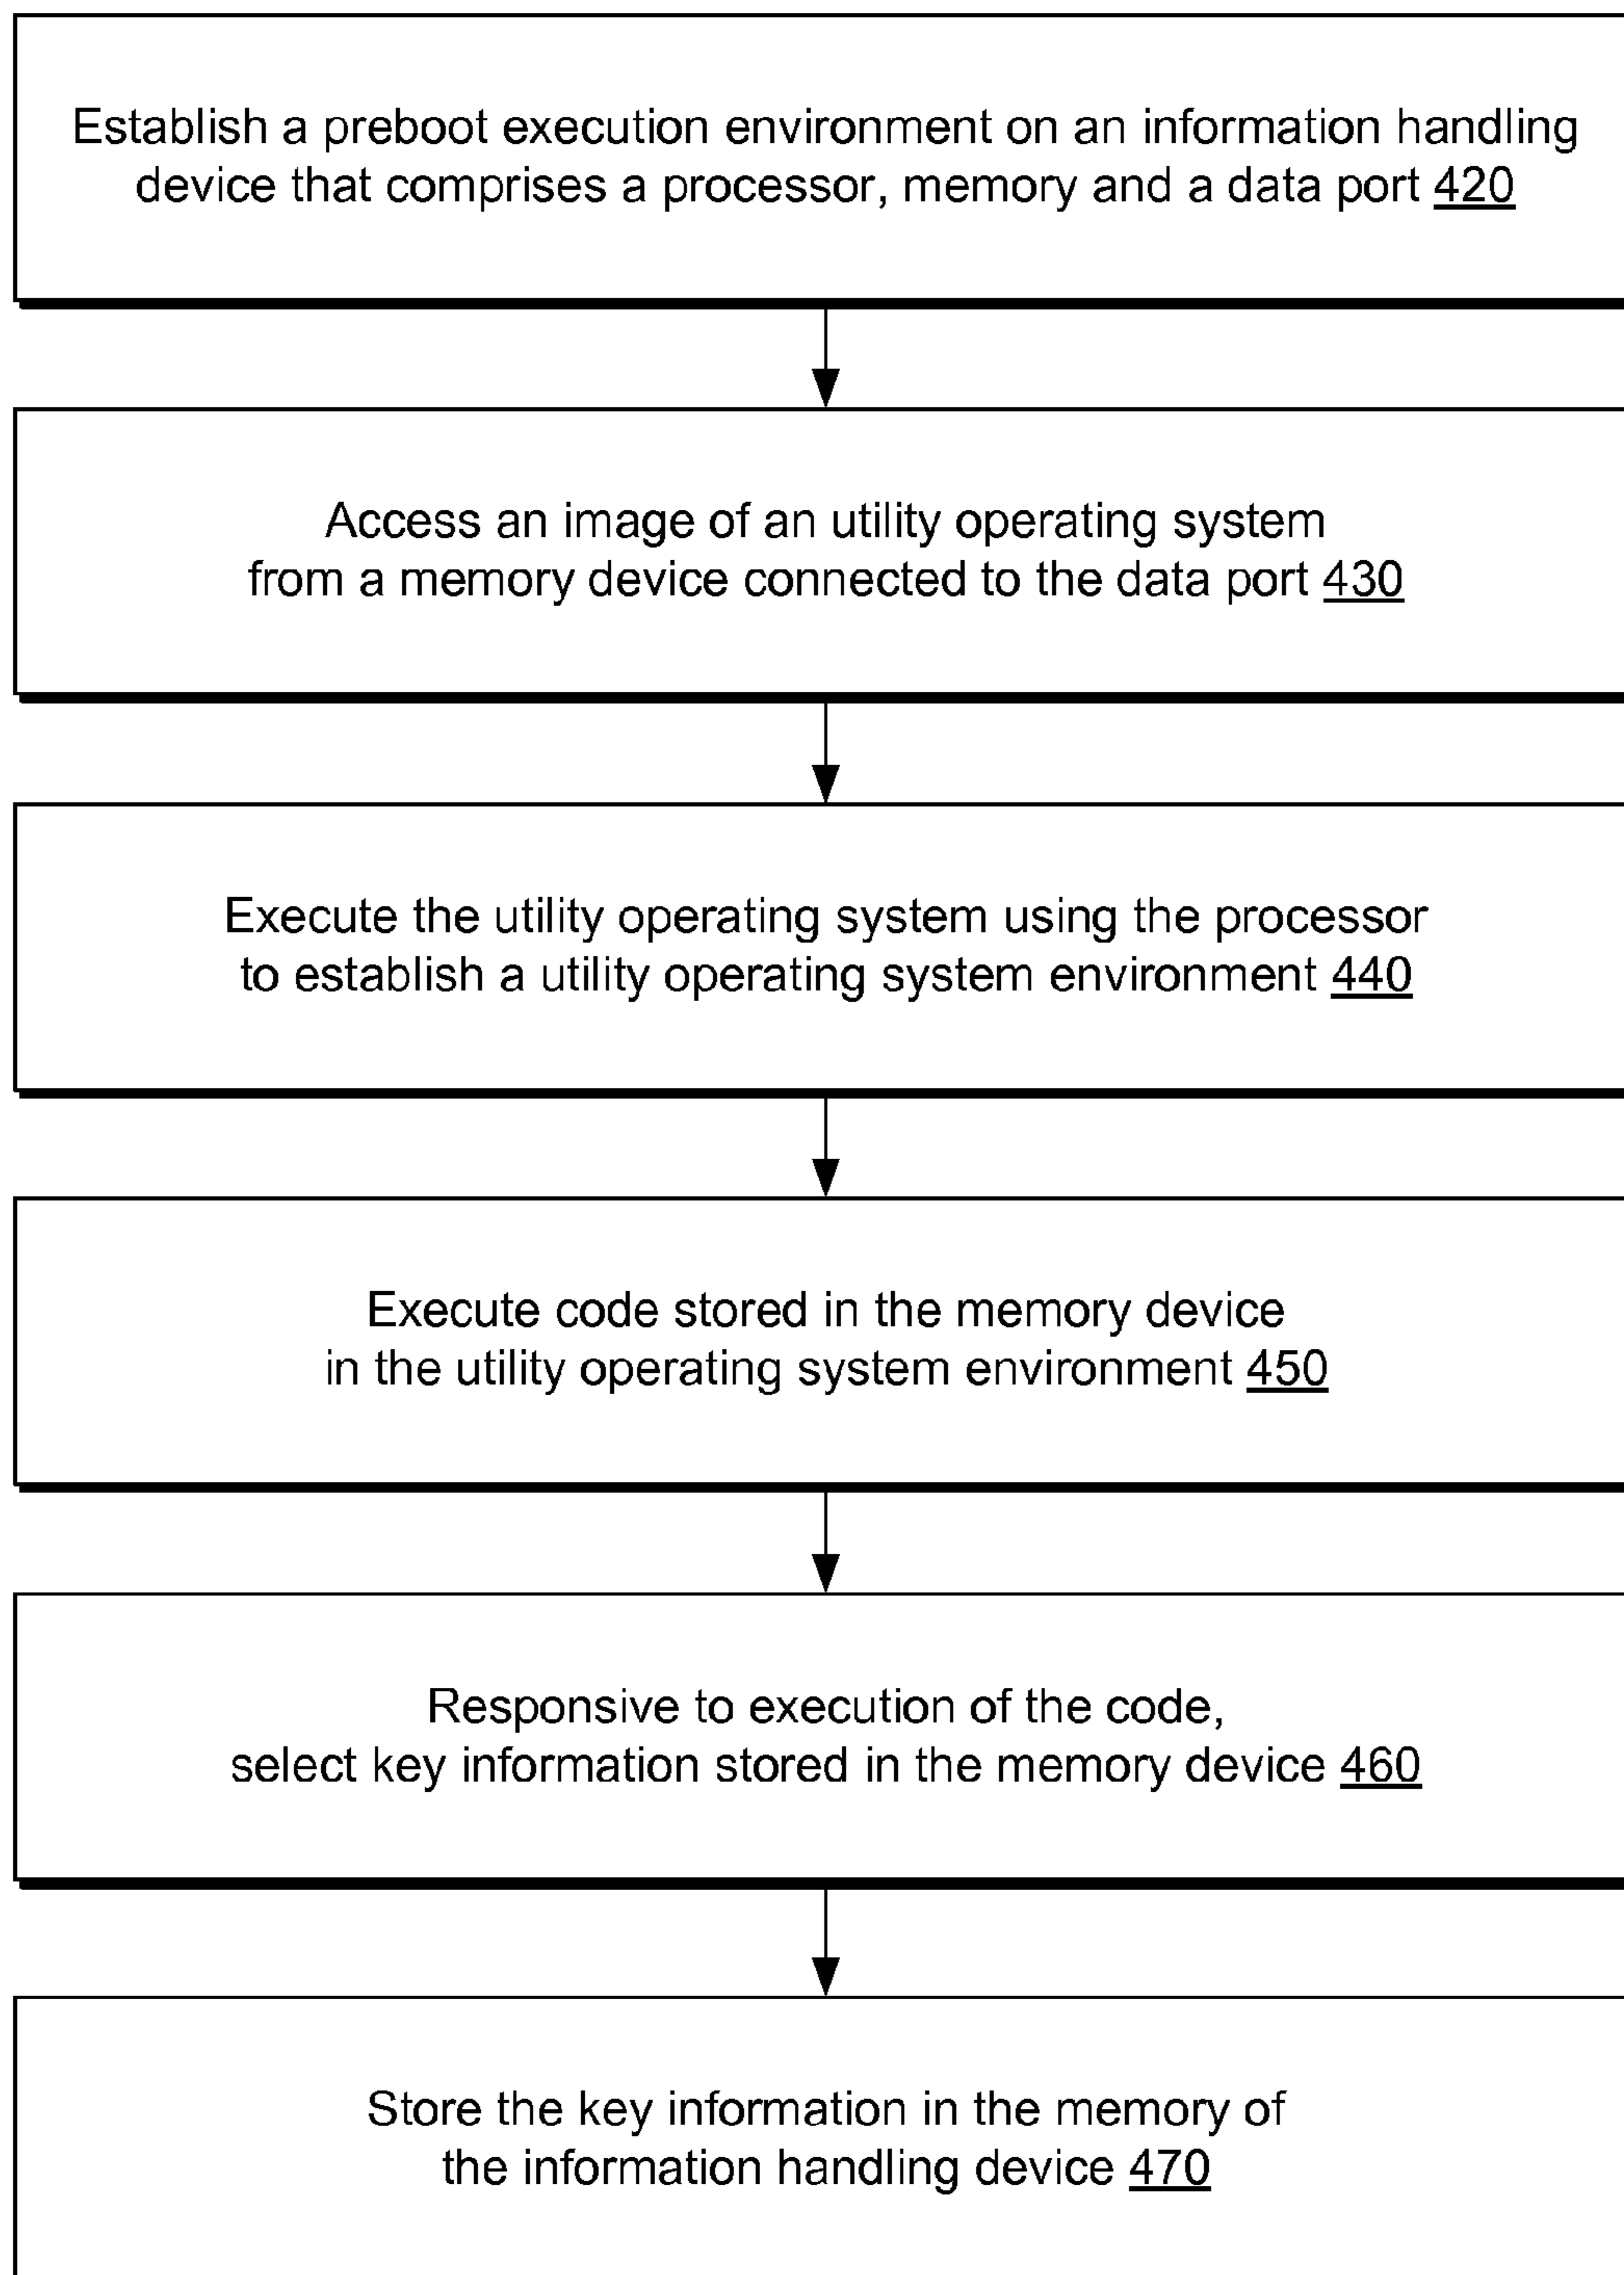 Establish a preboot execution environment on an information handling
device that comprises a processor, memory and a data port 420
Access an image of an utility operating system
from a memory device connected to the data port 430
Execute the utility operating system using the processor
to establish a utility operating system environment 440
Execute code stored in the memory device
in the utility operating system environment 450
Responsive to execution of the code,
select key information stored in the memory device 460
Store the key information in the memory of
the information handling device 470